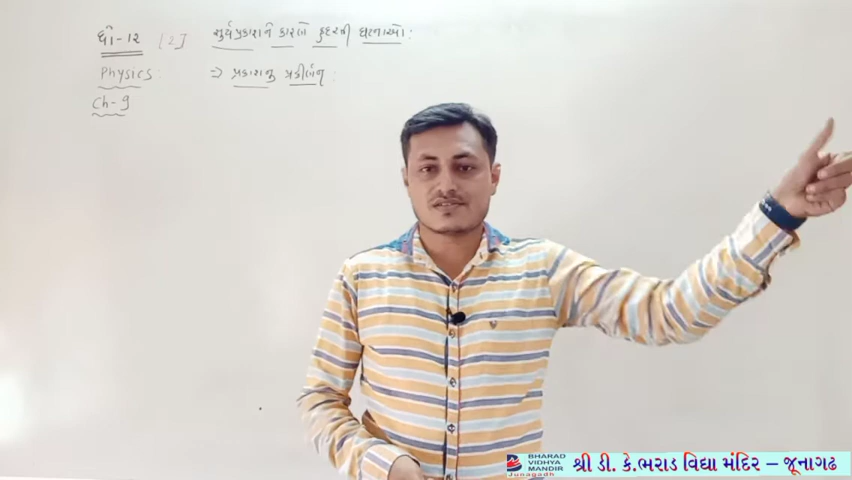 ધો-12 [2] સુર્યપ્રકાશને કારણે કુદરતી ઘટનાઓ:
Physics: ⇒ પ્રકાશનુ પ્રકીર્ણન :
Ch-9
BHARAD
VIDHYA
MANDIR
Junagadh
શ્રી ડી. કે.ભરાડ વિદ્યા મંદિર – જૂનાગઢ